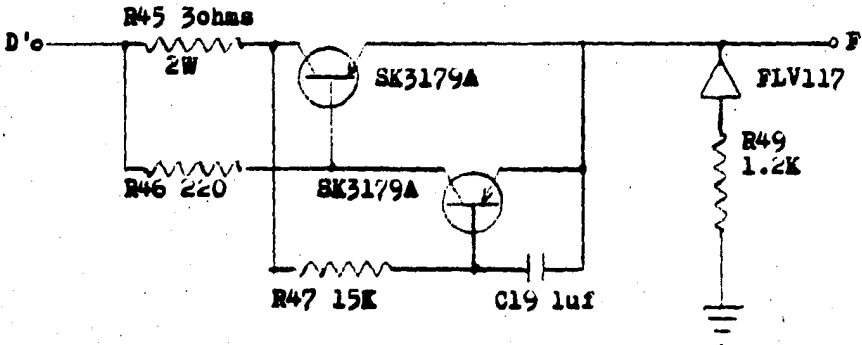 R45 3ohms
D'
2W
SK3179A
F
FLV117
R49
1.2K
R46 220
SK3179A
R47 15K
C19 1uf